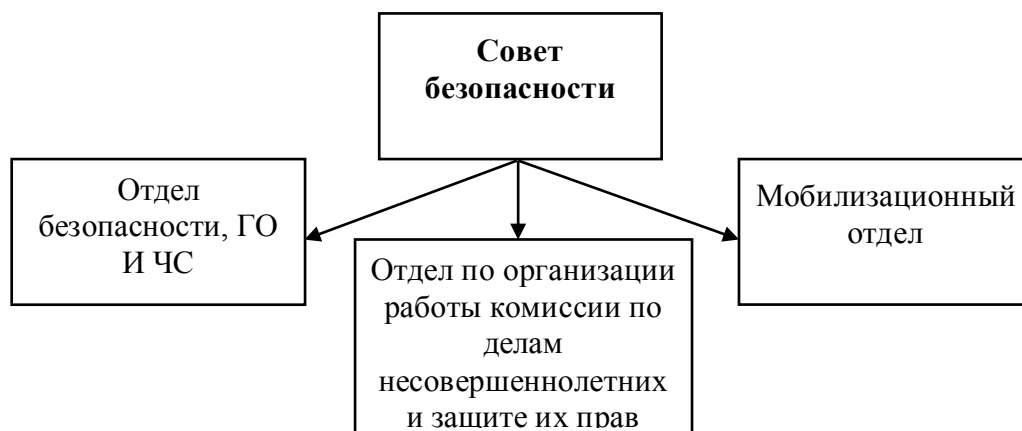 Совет
безопасности
Отдел
безопасности, ГО
И ЧС
Отдел по организации
работы комиссии по
делам
несовершеннолетних
и защите их прав
Мобилизационный
отдел